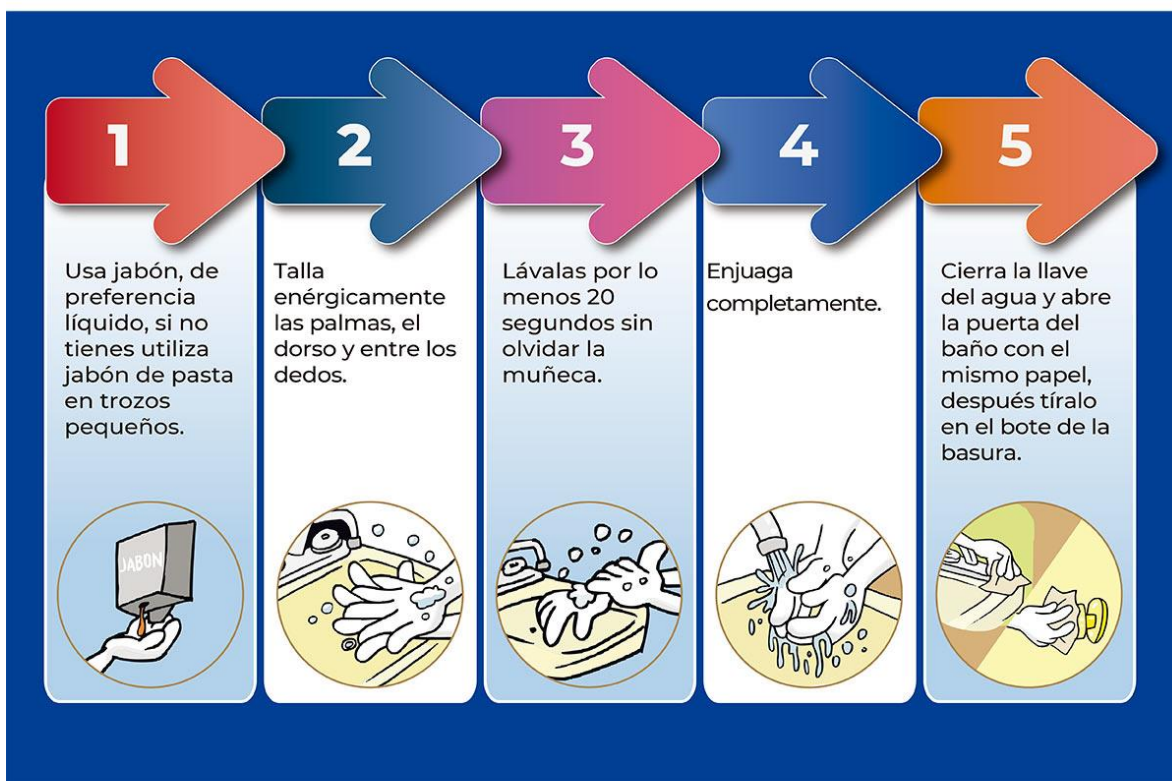 1
Usa jabón, de
preferencia
líquido, si no
tienes utiliza
jabón de pasta
en trozos
pequeños.
JABON
2
Talla
enérgicamente
las palmas, el
dorso y entre los
dedos.
3
Lávalas por lo
menos 20
segundos sin
olvidar la
muñeca.
4
Enjuaga
completamente.
5
Cierra la llave
del agua y abre
la puerta del
baño con el
mismo papel,
después tíralo
en el bote de la
basura.